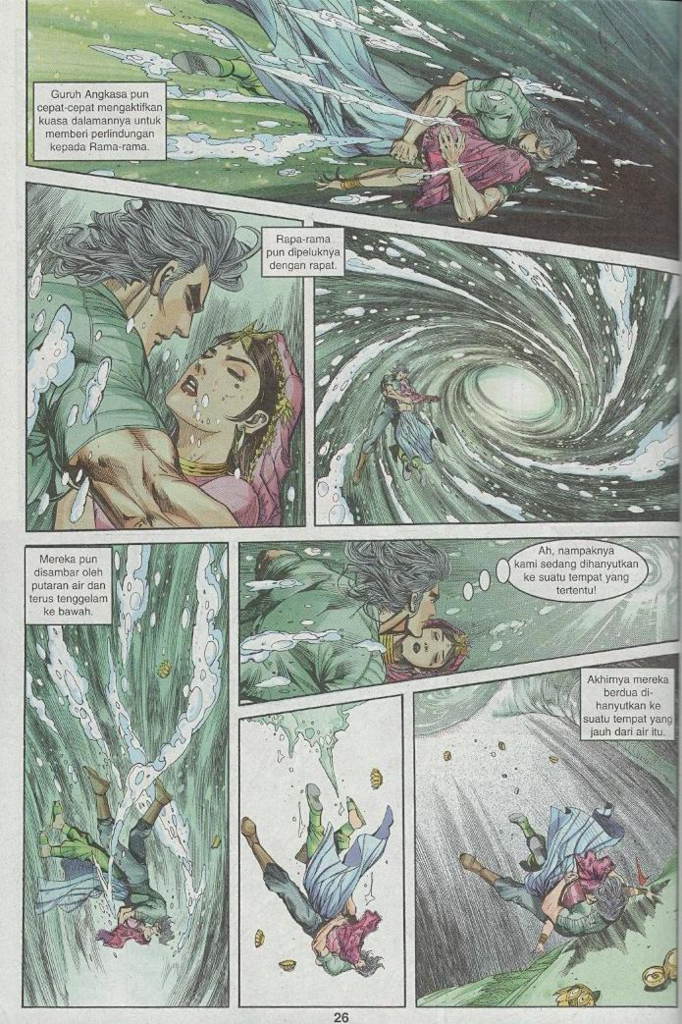 Guruh Angkasa pun
cepat-cepat mengaktifkan
kuasa dalamannya untuk
memberi perlindungan
kepada Rama-rama.
Rapa-rama
pun dipeluknya
dengan rapat.
Mereka pun
disambar oleh
putaran air dan
terus tenggelam
ke bawah.
Ah, nampaknya
kami sedang dihanyutkan
ke suatu tempat yang
tertentu!
Akhirnya mereka
berdua di-
hanyutkan ke
suatu tempat yang
jauh dari air itu.
26